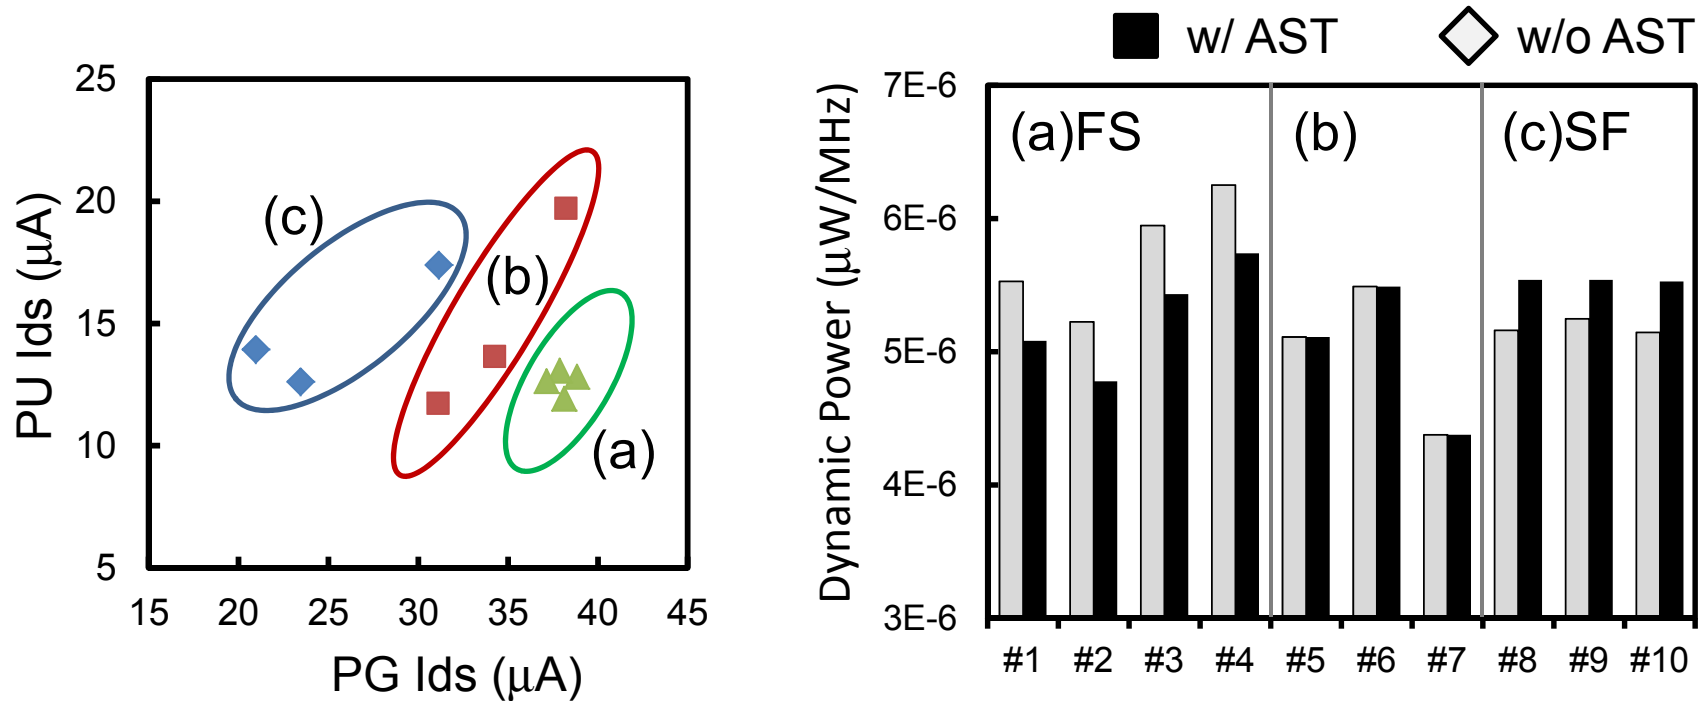 w/ AST
w/o AST
25
20
15
10
5
15 20 25 30 35 40 45
PU Ids (μA)
PG Ids (μA)
(c)
(b)
(a)
7E-6
6E-6
5E-6
4E-6
3E-6
Dynamic Power (μW/MHz)
(a)FS
(b)
(c)SF
#1 #2 #3 #4 #5 #6 #7 #8 #9 #10